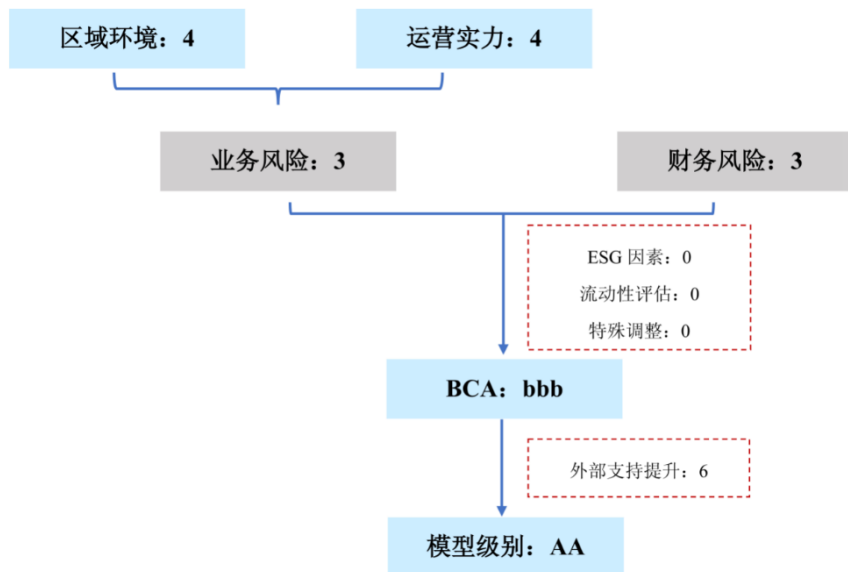 区域环境：4
运营实力：4
业务风险：3
财务风险：3
ESG 因素：0
流动性评估：0
特殊调整：0
BCA：bbb
外部支持提升：6
模型级别：AA